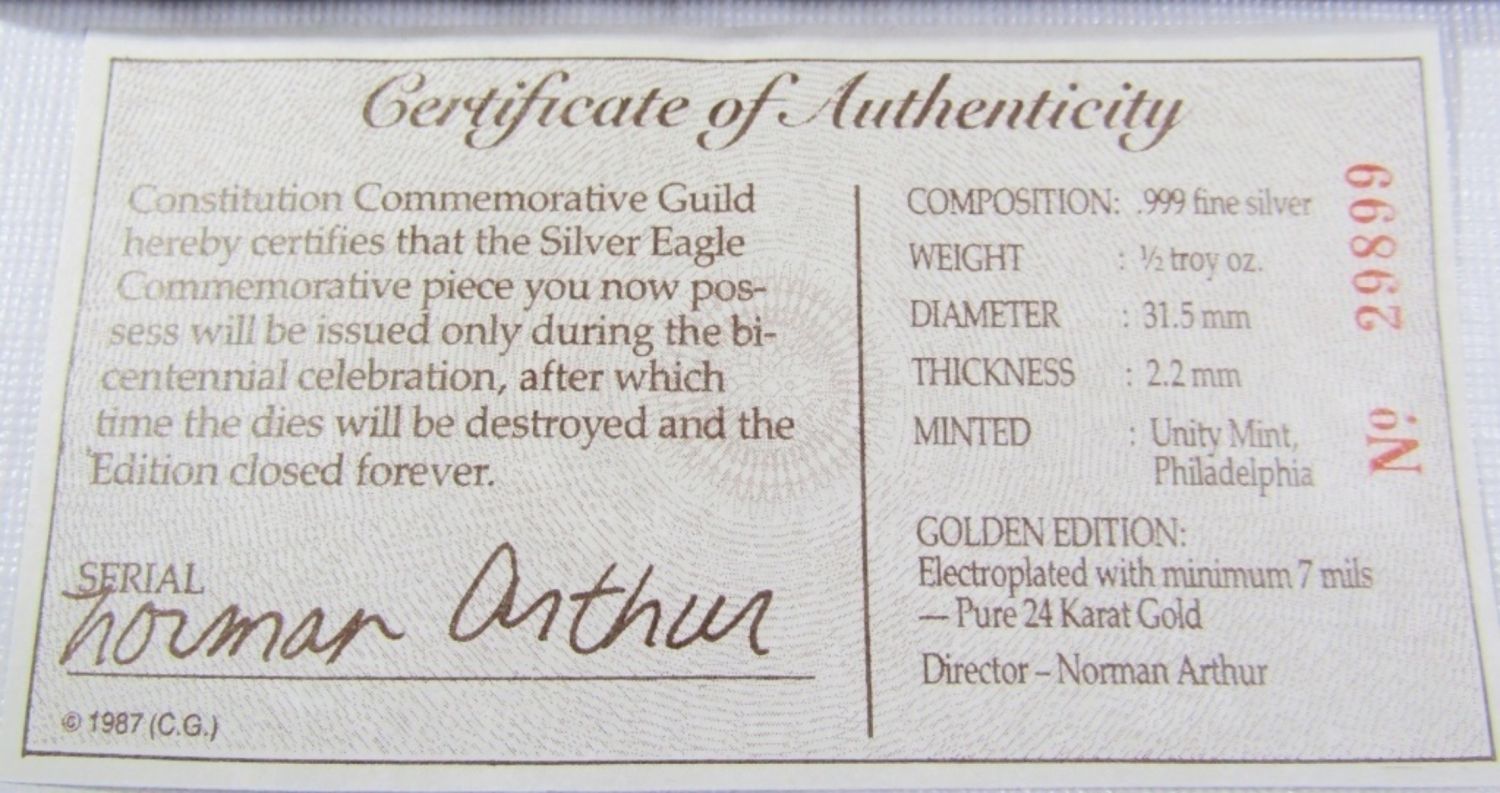 Certificate of Authenticity
Constitution Commemorative Guild
hereby certifies that the Silver Eagle
Commemorative piece you now pos-
sess will be issued only during the bi-
centennial celebration, after which
time the dies will be destroyed and the
Edition closed forever.
SERIAL
Norman Arthur
© 1987 (C.G.)
COMPOSITION: .999 fine silver
WEIGHT : ½ troy oz.
DIAMETER : 31.5 mm
THICKNESS : 2.2 mm
MINTED : Unity Mint,
Philadelphia
GOLDEN EDITION:
Electroplated with minimum 7 mils
— Pure 24 Karat Gold
Director – Norman Arthur
Nº 29899